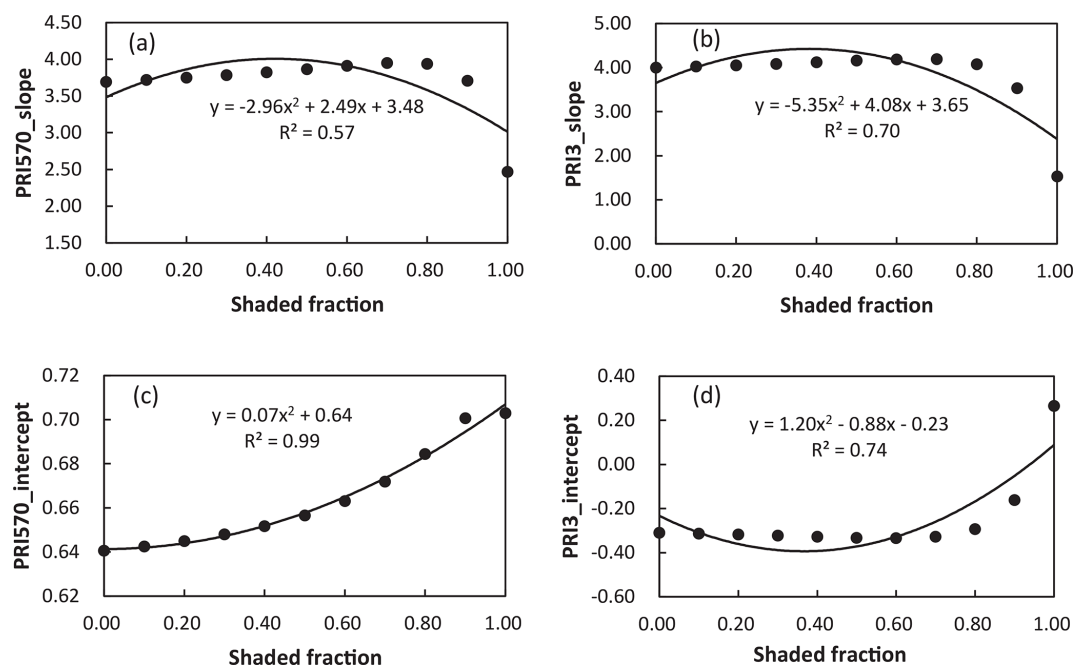 (a)
PRI570_slope
4.50
4.00
3.50
3.00
2.50
2.00
1.50
y = -2.96x² + 2.49x + 3.48
R² = 0.57
0.00 0.20 0.40 0.60 0.80 1.00
Shaded fraction
(b)
PRI3_slope
5.00
4.00
3.00
2.00
1.00
0.00
y = -5.35x² + 4.08x + 3.65
R² = 0.70
0.00 0.20 0.40 0.60 0.80 1.00
Shaded fraction
(c)
PRI570_intercept
0.72
0.70
0.68
0.66
0.64
0.62
y = 0.07x² + 0.64
R² = 0.99
0.00 0.20 0.40 0.60 0.80 1.00
Shaded fraction
(d)
PRI3_intercept
0.40
0.20
0.00
-0.20
-0.40
-0.60
y = 1.20x² - 0.88x - 0.23
R² = 0.74
0.00 0.20 0.40 0.60 0.80 1.00
Shaded fraction